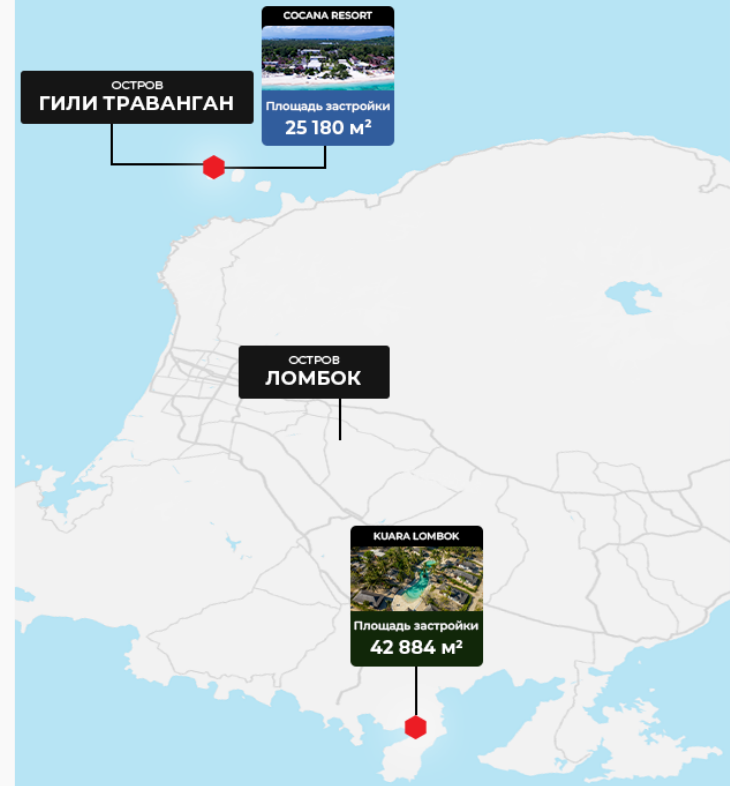 COCANA RESORT
Площадь застройки
25 180 м²
ОСТРОВ
ГИЛИ ТРАВАНГАН
ОСТРОВ
ЛОМБОК
KUARA LOMBOK
Площадь застройки
42 884 м²